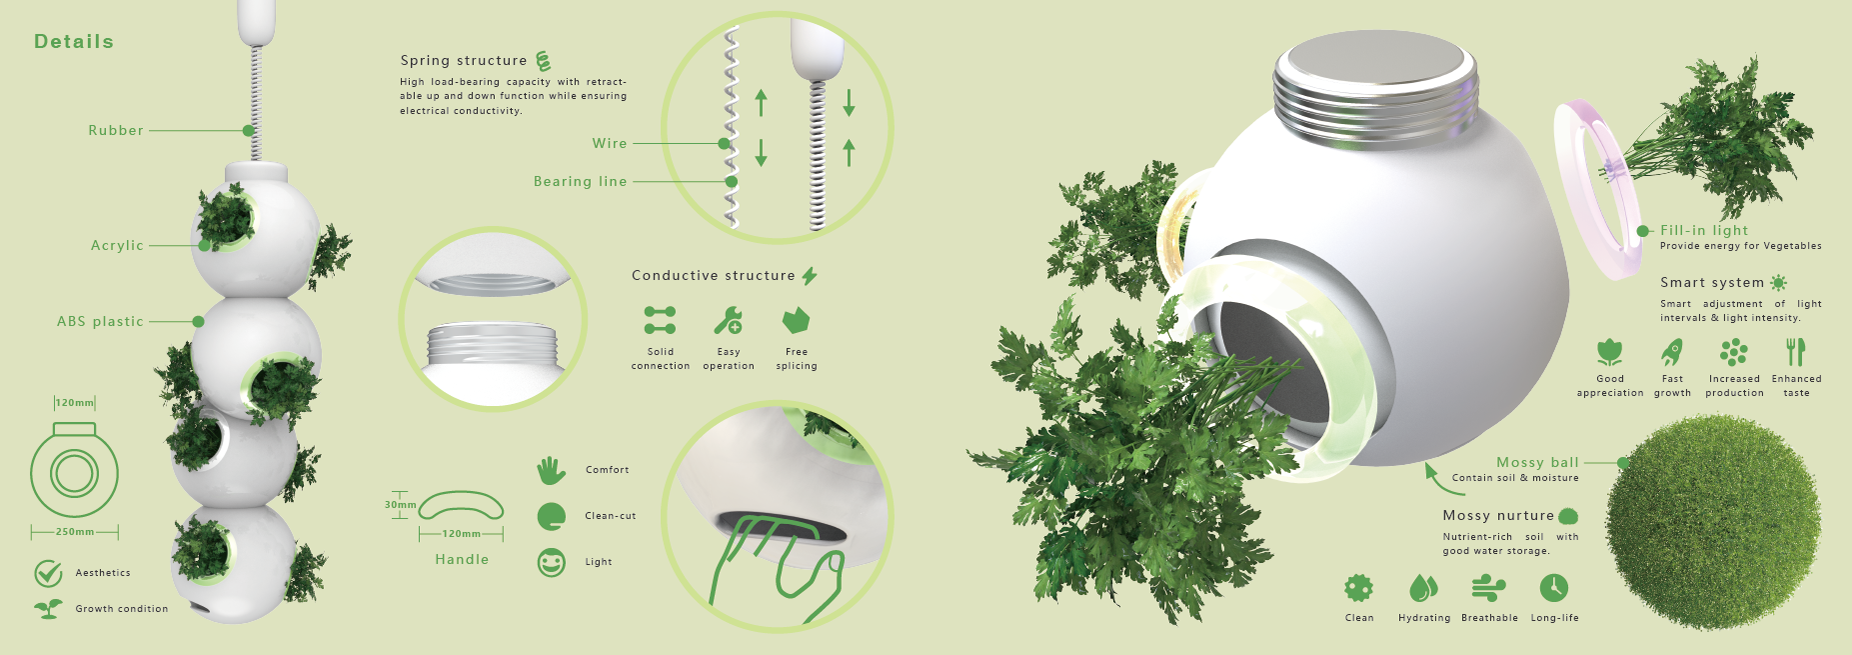 Details
Rubber
Acrylic
ABS plastic
120mm
250mm
Aesthetics
Growth condition
Spring structure
High load-bearing capacity with retract-
able up and down function while ensuring
electrical conductivity.
Wire
Bearing line
Conductive structure
Solid
connection
Easy
operation
Free
splicing
30mm
120mm
Handle
Comfort
Clean-cut
Light
Fill-in light
Provide energy for Vegetables
Smart system
Smart adjustment of light
intervals & light intensity.
Good
appreciation
Fast
growth
Increased
production
Enhanced
taste
Mossy ball
Contain soil & moisture
Mossy nurture
Nutrient-rich soil with
good water storage.
Clean
Hydrating
Breathable
Long-life